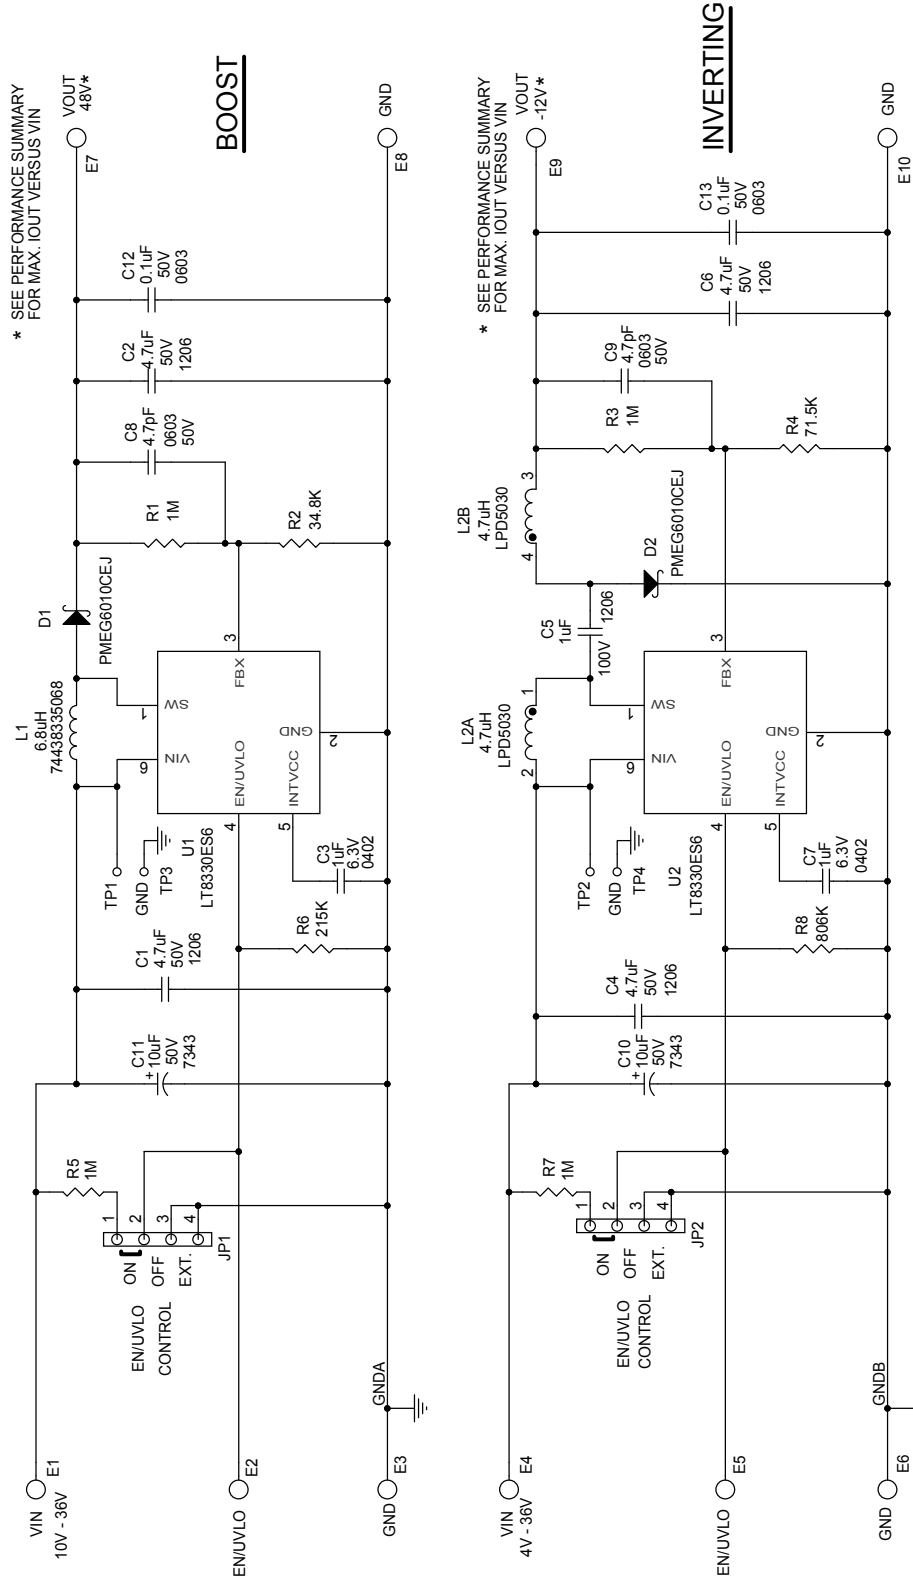 * SEE PERFORMANCE SUMMARY
FOR MAX. IOUT VERSUS VIN
BOOST
VIN
10V - 36V
E1
EN/UVLO
E2
GND
E3
GNDA
EN/UVLO
CONTROL
ON
OFF
EXT.
1
2
3
4
JP1
R5
1M
C11
+ 10uF
50V
7343
C1
4.7uF
50V
1206
R6
215K
TP1
GND
TP3
U1
LT8330ES6
C3
1uF
6.3V
0402
L1
6.8uH
74438335068
VIN
6
SW
1
EN/UVLO
4
INTVCC
5
GND
2
FBX
3
D1
PMEG6010CEJ
R1
1M
R2
34.8K
C8
4.7pF
0603
50V
C2
4.7uF
50V
1206
C12
0.1uF
50V
0603
E7
VOUT
48V*
E8
GND
* SEE PERFORMANCE SUMMARY
FOR MAX. IOUT VERSUS VIN
INVERTING
VIN
4V - 36V
E4
EN/UVLO
E5
GND
E6
GNDB
EN/UVLO
CONTROL
ON
OFF
EXT.
1
2
3
4
JP2
R7
1M
C10
+ 10uF
50V
7343
C4
4.7uF
50V
1206
R8
806K
TP2
GND
TP4
U2
LT8330ES6
C7
1uF
6.3V
0402
L2A
4.7uH
LPD5030
2
1
VIN
6
SW
1
EN/UVLO
4
INTVCC
5
GND
2
FBX
3
C5
1uF
100V
1206
D2
PMEG6010CEJ
L2B
4.7uH
LPD5030
4
3
R3
1M
R4
71.5K
C9
4.7pF
0603
50V
C6
4.7uF
50V
1206
C13
0.1uF
50V
0603
E9
VOUT
-12V*
E10
GND